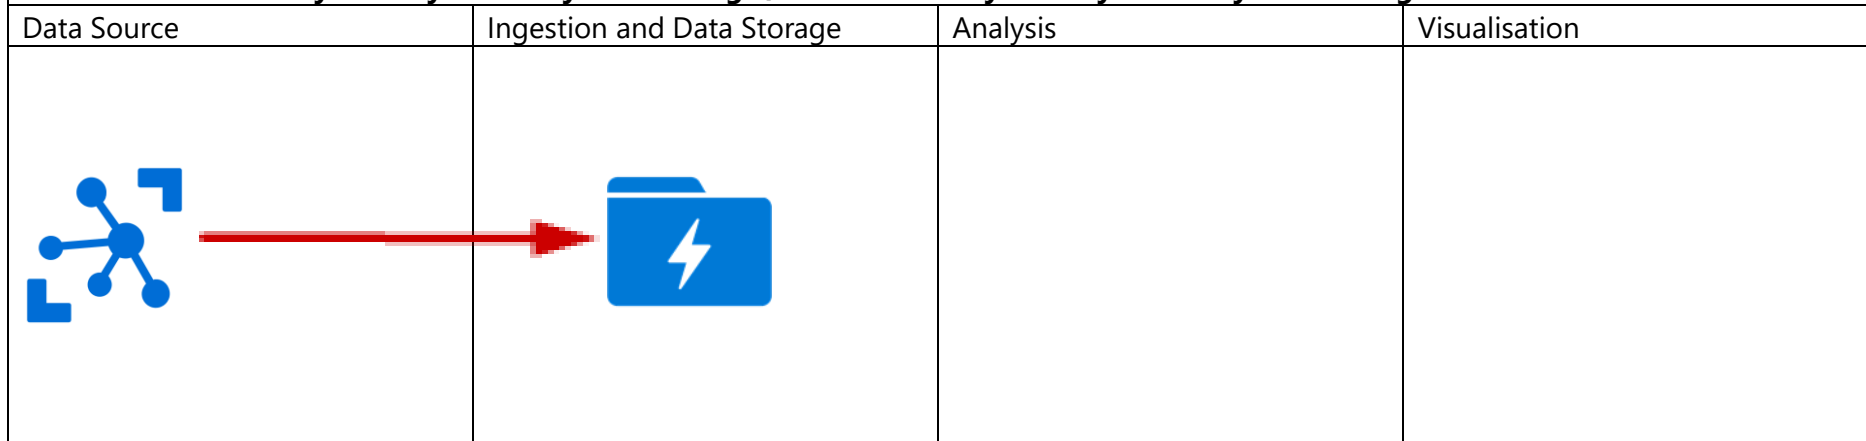 Data Source
Ingestion and Data Storage
Analysis
Visualisation